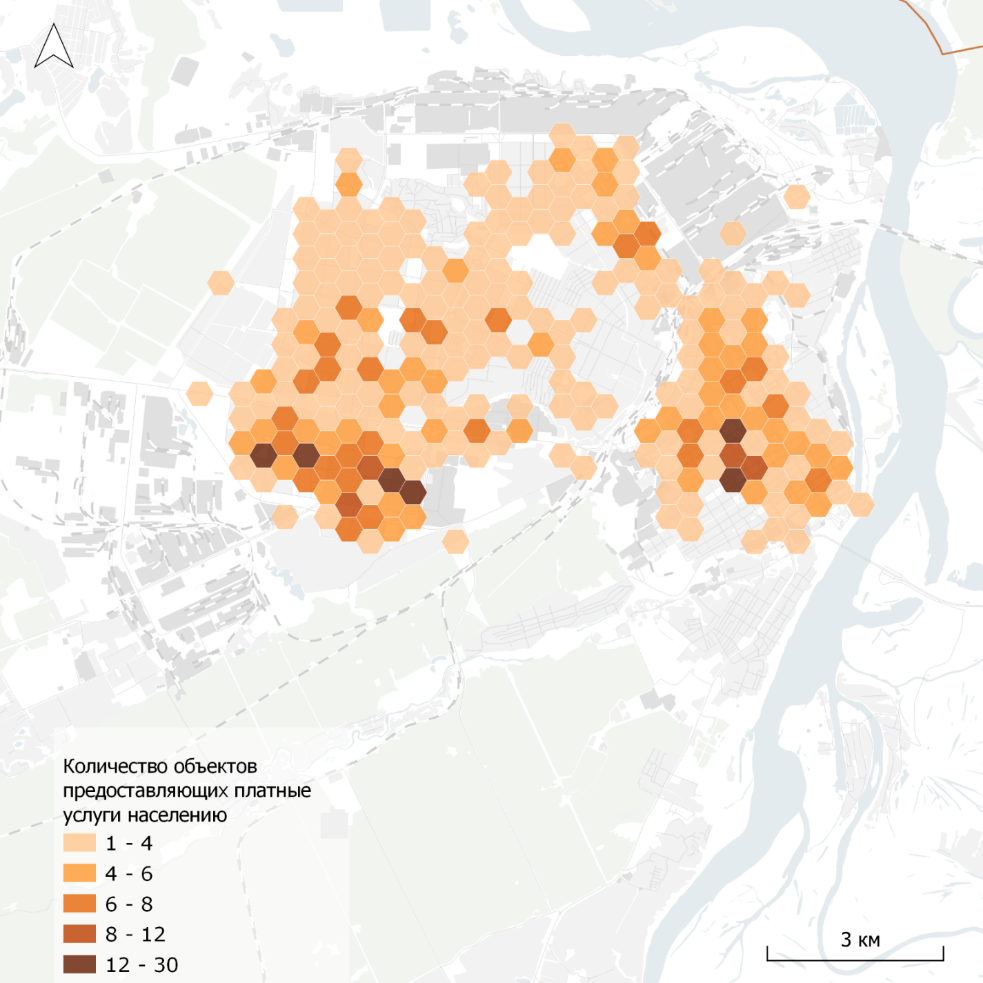 Количество объектов
предоставляющих платные
услуги населению
1 - 4
4 - 6
6 - 8
8 - 12
12 - 30
3 км